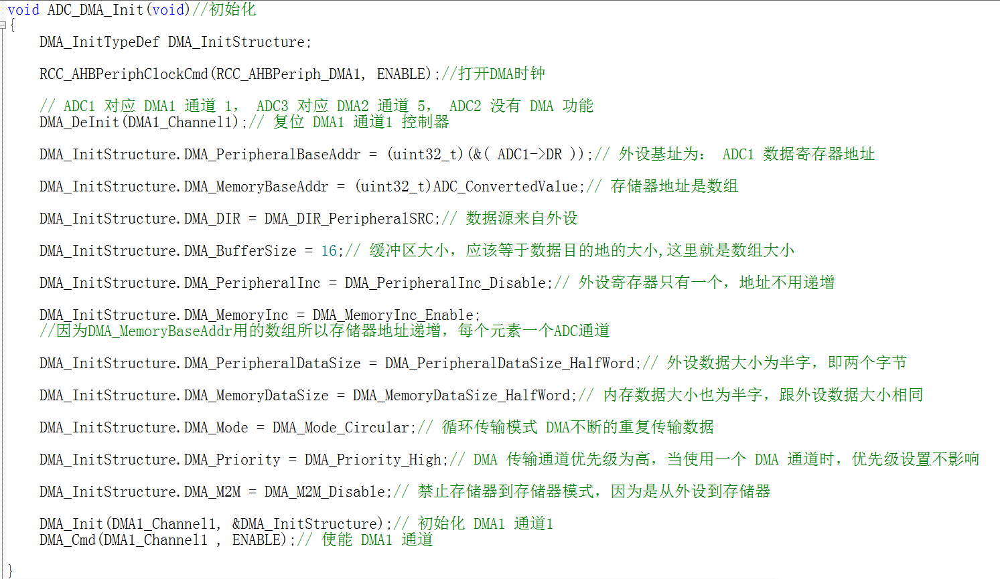 void ADC_DMA_Init(void)//初始化
{
DMA_InitTypeDef DMA_InitStructure;
RCC_AHBPeriphClockCmd(RCC_AHBPeriph_DMA1, ENABLE);//打开DMA时钟
// ADC1 对应 DMA1 通道 1， ADC3 对应 DMA2 通道 5， ADC2 没有 DMA 功能
DMA_DeInit(DMA1_Channel1);// 复位 DMA1 通道1 控制器
DMA_InitStructure.DMA_PeripheralBaseAddr = (uint32_t)(&( ADC1->DR ));// 外设基址为： ADC1 数据寄存器地址
DMA_InitStructure.DMA_MemoryBaseAddr = (uint32_t)ADC_ConvertedValue;// 存储器地址是数组
DMA_InitStructure.DMA_DIR = DMA_DIR_PeripheralSRC;// 数据源来自外设
DMA_InitStructure.DMA_BufferSize = 16;// 缓冲区大小，应该等于数据目的地的大小,这里就是数组大小
DMA_InitStructure.DMA_PeripheralInc = DMA_PeripheralInc_Disable;// 外设寄存器只有一个，地址不用递增
DMA_InitStructure.DMA_MemoryInc = DMA_MemoryInc_Enable;
//因为DMA_MemoryBaseAddr用的数组所以存储器地址递增，每个元素一个ADC通道
DMA_InitStructure.DMA_PeripheralDataSize = DMA_PeripheralDataSize_HalfWord;// 外设数据大小为半字，即两个字节
DMA_InitStructure.DMA_MemoryDataSize = DMA_MemoryDataSize_HalfWord;// 内存数据大小也为半字，跟外设数据大小相同
DMA_InitStructure.DMA_Mode = DMA_Mode_Circular;// 循环传输模式 DMA不断的重复传输数据
DMA_InitStructure.DMA_Priority = DMA_Priority_High;// DMA 传输通道优先级为高，当使用一个 DMA 通道时，优先级设置不影响
DMA_InitStructure.DMA_M2M = DMA_M2M_Disable;// 禁止存储器到存储器模式，因为是从外设到存储器
DMA_Init(DMA1_Channel1, &DMA_InitStructure);// 初始化 DMA1 通道1
DMA_Cmd(DMA1_Channel1 , ENABLE);// 使能 DMA1 通道
}